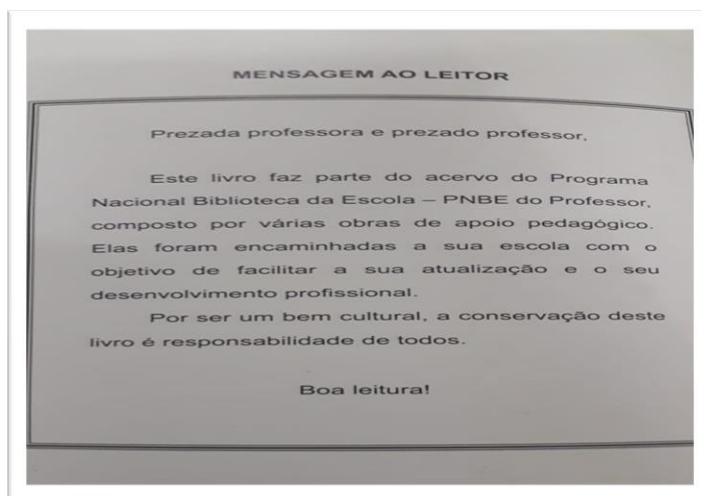 MENSAGEM AO LEITOR
Prezada professora e prezado professor,
Este livro faz parte do acervo do Programa
Nacional Biblioteca da Escola – PNBE do Professor,
composto por várias obras de apoio pedagógico.
Elas foram encaminhadas a sua escola com o
objetivo de facilitar a sua atualização e o seu
desenvolvimento profissional.
Por ser um bem cultural, a conservação deste
livro é responsabilidade de todos.
Boa leitura!